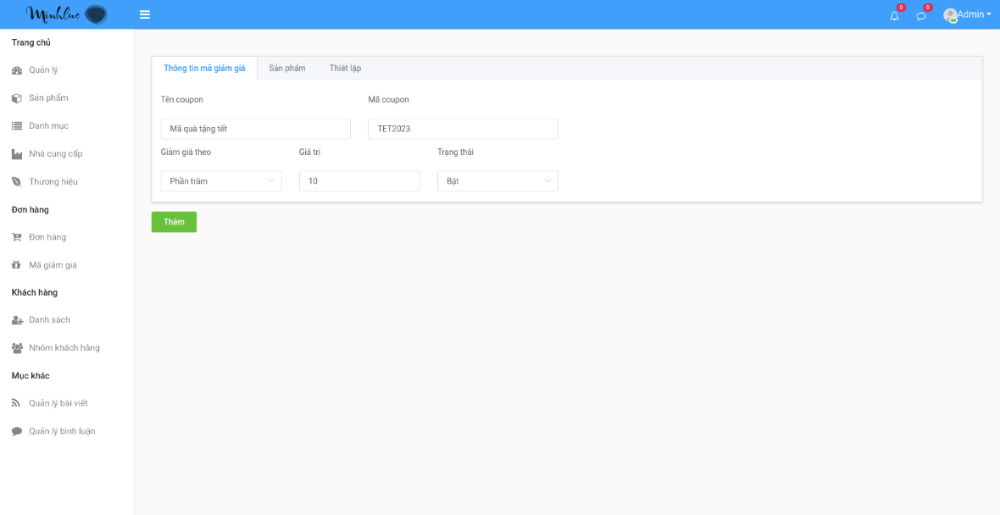 Minhluc
0
0
Admin
Trang chủ
Quản lý
Sản phẩm
Danh mục
Nhà cung cấp
Thương hiệu
Đơn hàng
Đơn hàng
Mã giảm giá
Khách hàng
Danh sách
Nhóm khách hàng
Mục khác
Quản lý bài viết
Quản lý bình luận
Thông tin mã giảm giá
Sản phẩm
Thiết lập
Tên coupon
Mã coupon
Mã quà tặng tết
TET2023
Giảm giá theo
Giá trị
Trạng thái
Phần trăm
10
Bật
Thêm